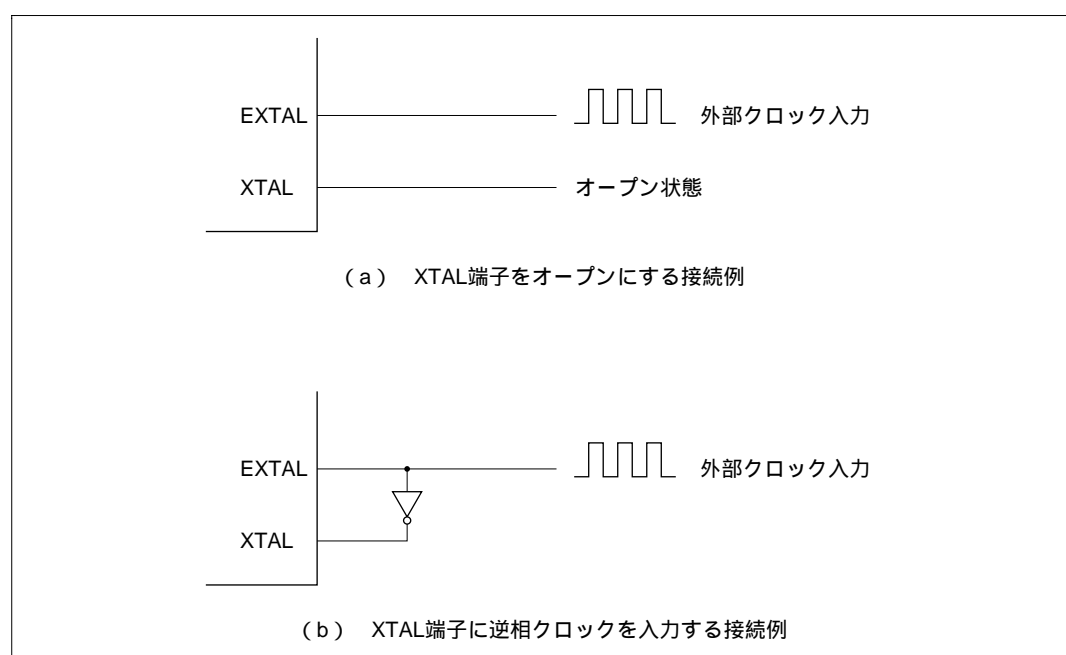 EXTAL 外部クロック入力
XTAL オープン状態
(a) XTAL端子をオープンにする接続例
EXTAL 外部クロック入力
XTAL
(b) XTAL端子に逆相クロックを入力する接続例